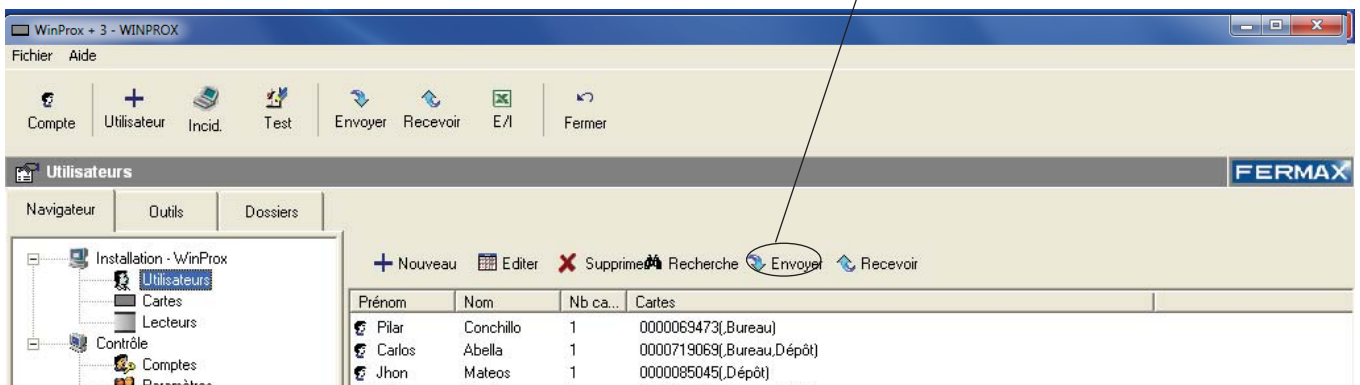 WinProx + 3 - WINPROX
Fichier Aide
Compte Utilisateur Incid. Test Envoyer Recevoir E/I Fermer
Utilisateurs FERMAX
Navigateur Outils Dossiers
Installation - WinProx
Nouveau Editer Supprimer Recherche Envoyer Recevoir
Utilisateurs
Cartes
Prénom Nom Nb ca... Cartes
Lecteurs
Pilar Conchillo 1 0000069473(,Bureau)
Contrôle
Carlos Abella 1 0000719069(,Bureau,Dépôt)
Comptes
Jhon Mateos 1 0000085045(,Dépôt)
Paramètres